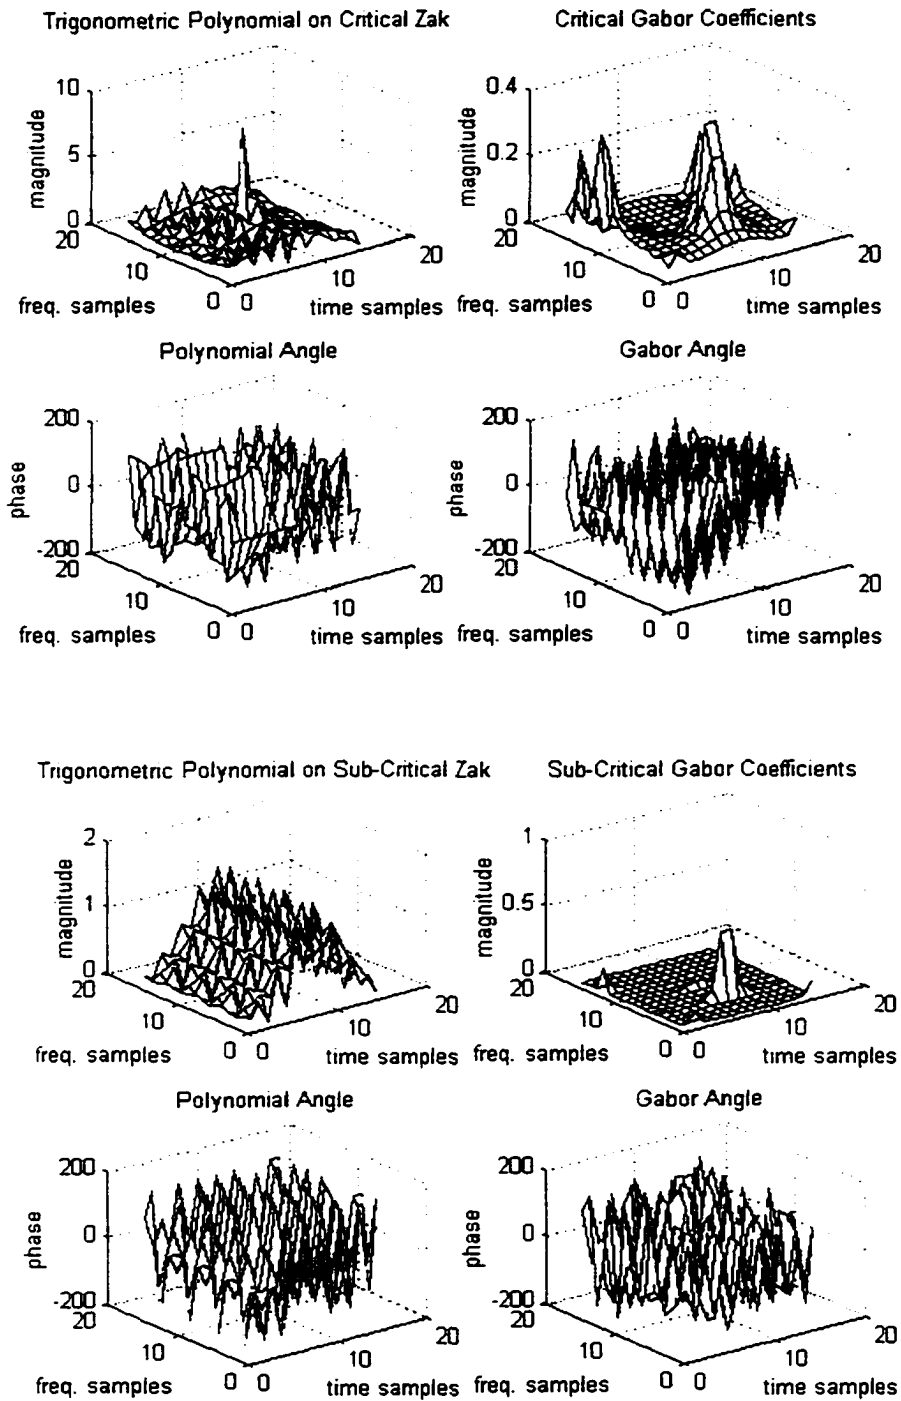 Trigonometric Polynomial on Critical Zak
10
5
0
magnitude
20
10
0
freq. samples
0
10
20
time samples
Critical Gabor Coefficients
0.4
0.2
0
magnitude
20
10
0
freq. samples
0
10
20
time samples
Polynomial Angle
200
0
-200
phase
20
10
0
freq. samples
0
10
20
time samples
Gabor Angle
200
0
-200
phase
20
10
0
freq. samples
0
10
20
time samples
Trigonometric Polynomial on Sub-Critical Zak
2
1
0
magnitude
20
10
0
freq. samples
0
10
20
time samples
Sub-Critical Gabor Coefficients
1
0.5
0
magnitude
20
10
0
freq. samples
0
10
20
time samples
Polynomial Angle
200
0
-200
phase
20
10
0
freq. samples
0
10
20
time samples
Gabor Angle
200
0
-200
phase
20
10
0
freq. samples
0
10
20
time samples